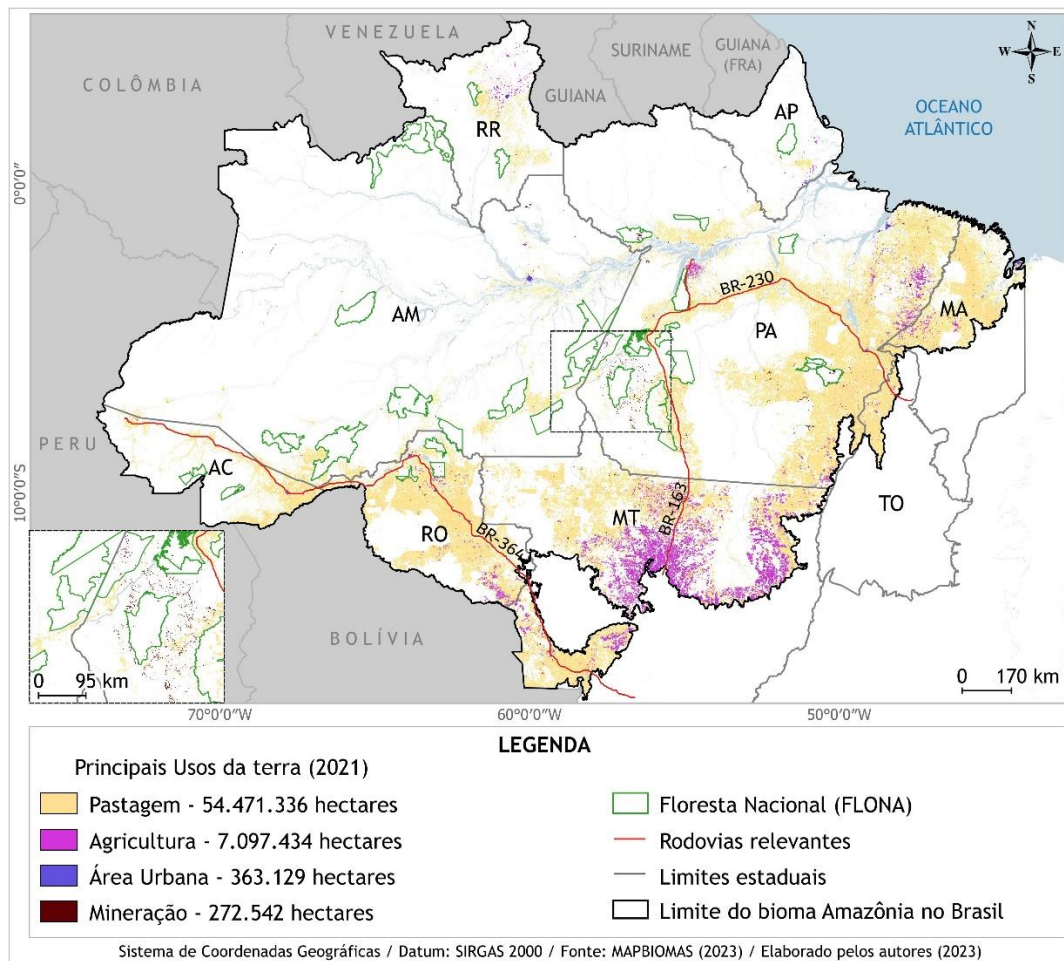 VENEZUELA
SURINAME
GUIANA
(FRA)
COLÔMBIA
GUIANA
N
W E
S
RR
AP
OCEANO
ATLÂNTICO
0°0'0"
AM
BR-230
PA
MA
PERU
10°0'0"S
AC
RO
BR-364
MT
BR-163
TO
BOLÍVIA
0 95 km
0 170 km
70°0'0"W
60°0'0"W
50°0'0"W
LEGENDA
Principais Usos da terra (2021)
Pastagem - 54.471.336 hectares
Agricultura - 7.097.434 hectares
Área Urbana - 363.129 hectares
Mineração - 272.542 hectares
Floresta Nacional (FLONA)
Rodovias relevantes
Limites estaduais
Limite do bioma Amazônia no Brasil
Sistema de Coordenadas Geográficas / Datum: SIRGAS 2000 / Fonte: MAPBIOMAS (2023) / Elaborado pelos autores (2023)